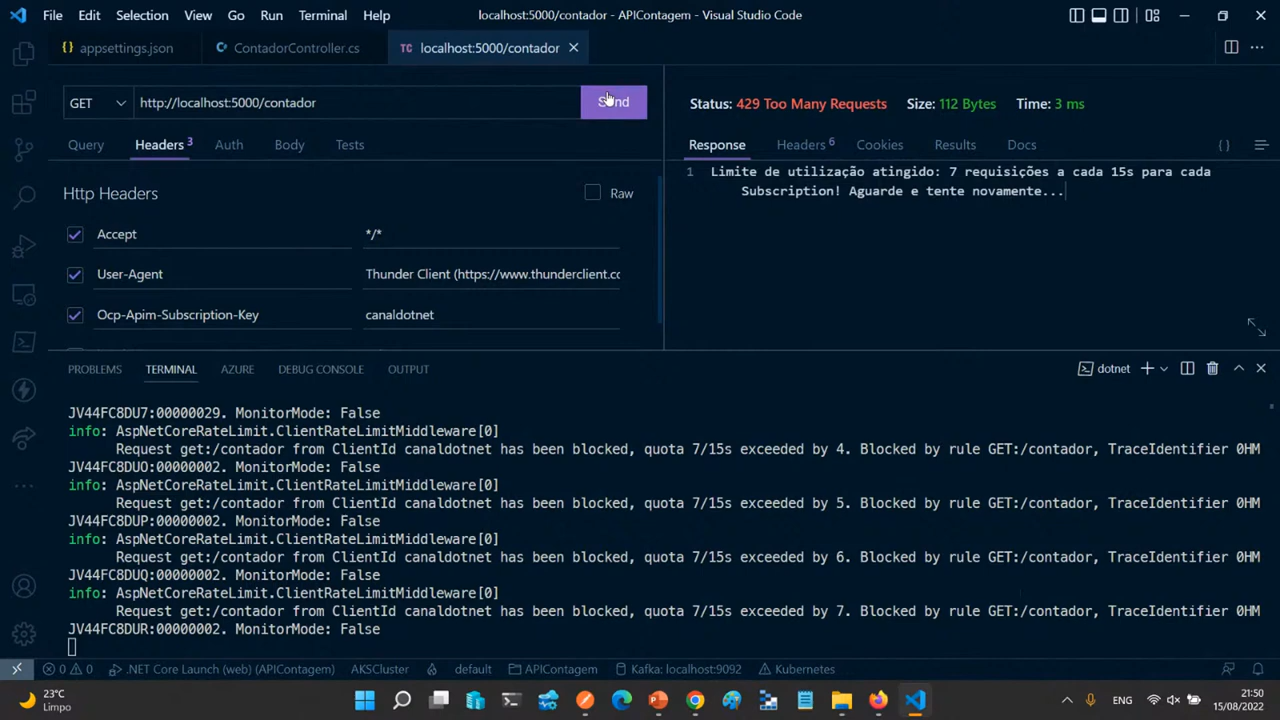 File Edit Selection View Go Run Terminal Help
localhost:5000/contador - APIContagem - Visual Studio Code
{} appsettings.json
ContadorController.cs
TC localhost:5000/contador
GET http://localhost:5000/contador Send
Query Headers 3 Auth Body Tests
Http Headers Raw
Accept */*
User-Agent Thunder Client (https://www.thunderclient.cc
Ocp-Apim-Subscription-Key canaldotnet
Status: 429 Too Many Requests Size: 112 Bytes Time: 3 ms
Response Headers 6 Cookies Results Docs {}
1 Limite de utilização atingido: 7 requisições a cada 15s para cada
Subscription! Aguarde e tente novamente...
PROBLEMS TERMINAL AZURE DEBUG CONSOLE OUTPUT
dotnet
JV44FC8DU7:00000029. MonitorMode: False
info: AspNetCoreRateLimit.ClientRateLimitMiddleware[0]
Request get:/contador from ClientId canaldotnet has been blocked, quota 7/15s exceeded by 4. Blocked by rule GET:/contador, TraceIdentifier 0HM
JV44FC8DUO:00000002. MonitorMode: False
info: AspNetCoreRateLimit.ClientRateLimitMiddleware[0]
Request get:/contador from ClientId canaldotnet has been blocked, quota 7/15s exceeded by 5. Blocked by rule GET:/contador, TraceIdentifier 0HM
JV44FC8DUP:00000002. MonitorMode: False
info: AspNetCoreRateLimit.ClientRateLimitMiddleware[0]
Request get:/contador from ClientId canaldotnet has been blocked, quota 7/15s exceeded by 6. Blocked by rule GET:/contador, TraceIdentifier 0HM
JV44FC8DUQ:00000002. MonitorMode: False
info: AspNetCoreRateLimit.ClientRateLimitMiddleware[0]
Request get:/contador from ClientId canaldotnet has been blocked, quota 7/15s exceeded by 7. Blocked by rule GET:/contador, TraceIdentifier 0HM
JV44FC8DUR:00000002. MonitorMode: False
0 0 .NET Core Launch (web) (APIContagem) AKSCluster default APIContagem Kafka: localhost:9092 Kubernetes
23°C
Limpo
ENG
21:50
15/08/2022